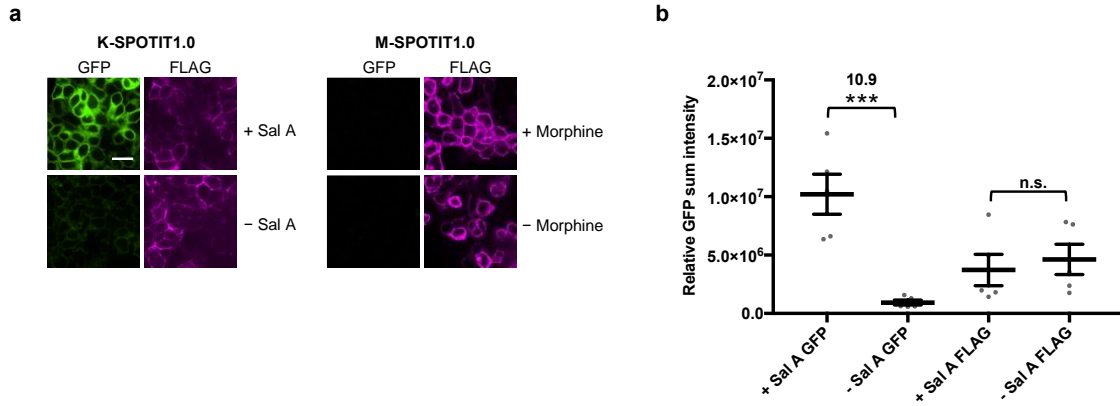 a
K-SPOTIT1.0
GFP FLAG
+ Sal A
− Sal A
M-SPOTIT1.0
GFP FLAG
+ Morphine
− Morphine
b
Relative GFP sum intensity
2.0×10⁷
1.5×10⁷
1.0×10⁷
5.0×10⁶
0.0
10.9
***
n.s.
+ Sal A GFP
- Sal A GFP
+ Sal A FLAG
- Sal A FLAG